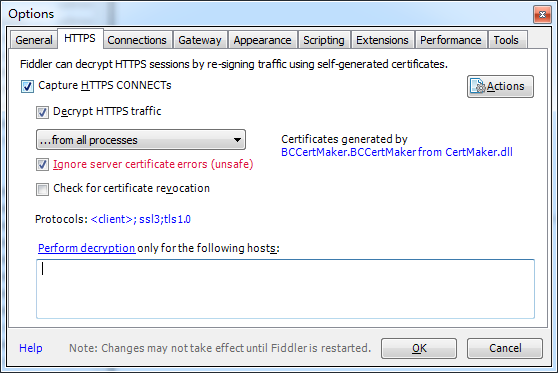 Options
General HTTPS Connections Gateway Appearance Scripting Extensions Performance Tools
Fiddler can decrypt HTTPS sessions by re-signing traffic using self-generated certificates.
Capture HTTPS CONNECTs
Actions
Decrypt HTTPS traffic
...from all processes
Certificates generated by
BCCertMaker.BCCertMaker from CertMaker.dll
Ignore server certificate errors (unsafe)
Check for certificate revocation
Protocols: <client>; ssl3;tls1.0
Perform decryption only for the following hosts:
Help Note: Changes may not take effect until Fiddler is restarted. OK Cancel